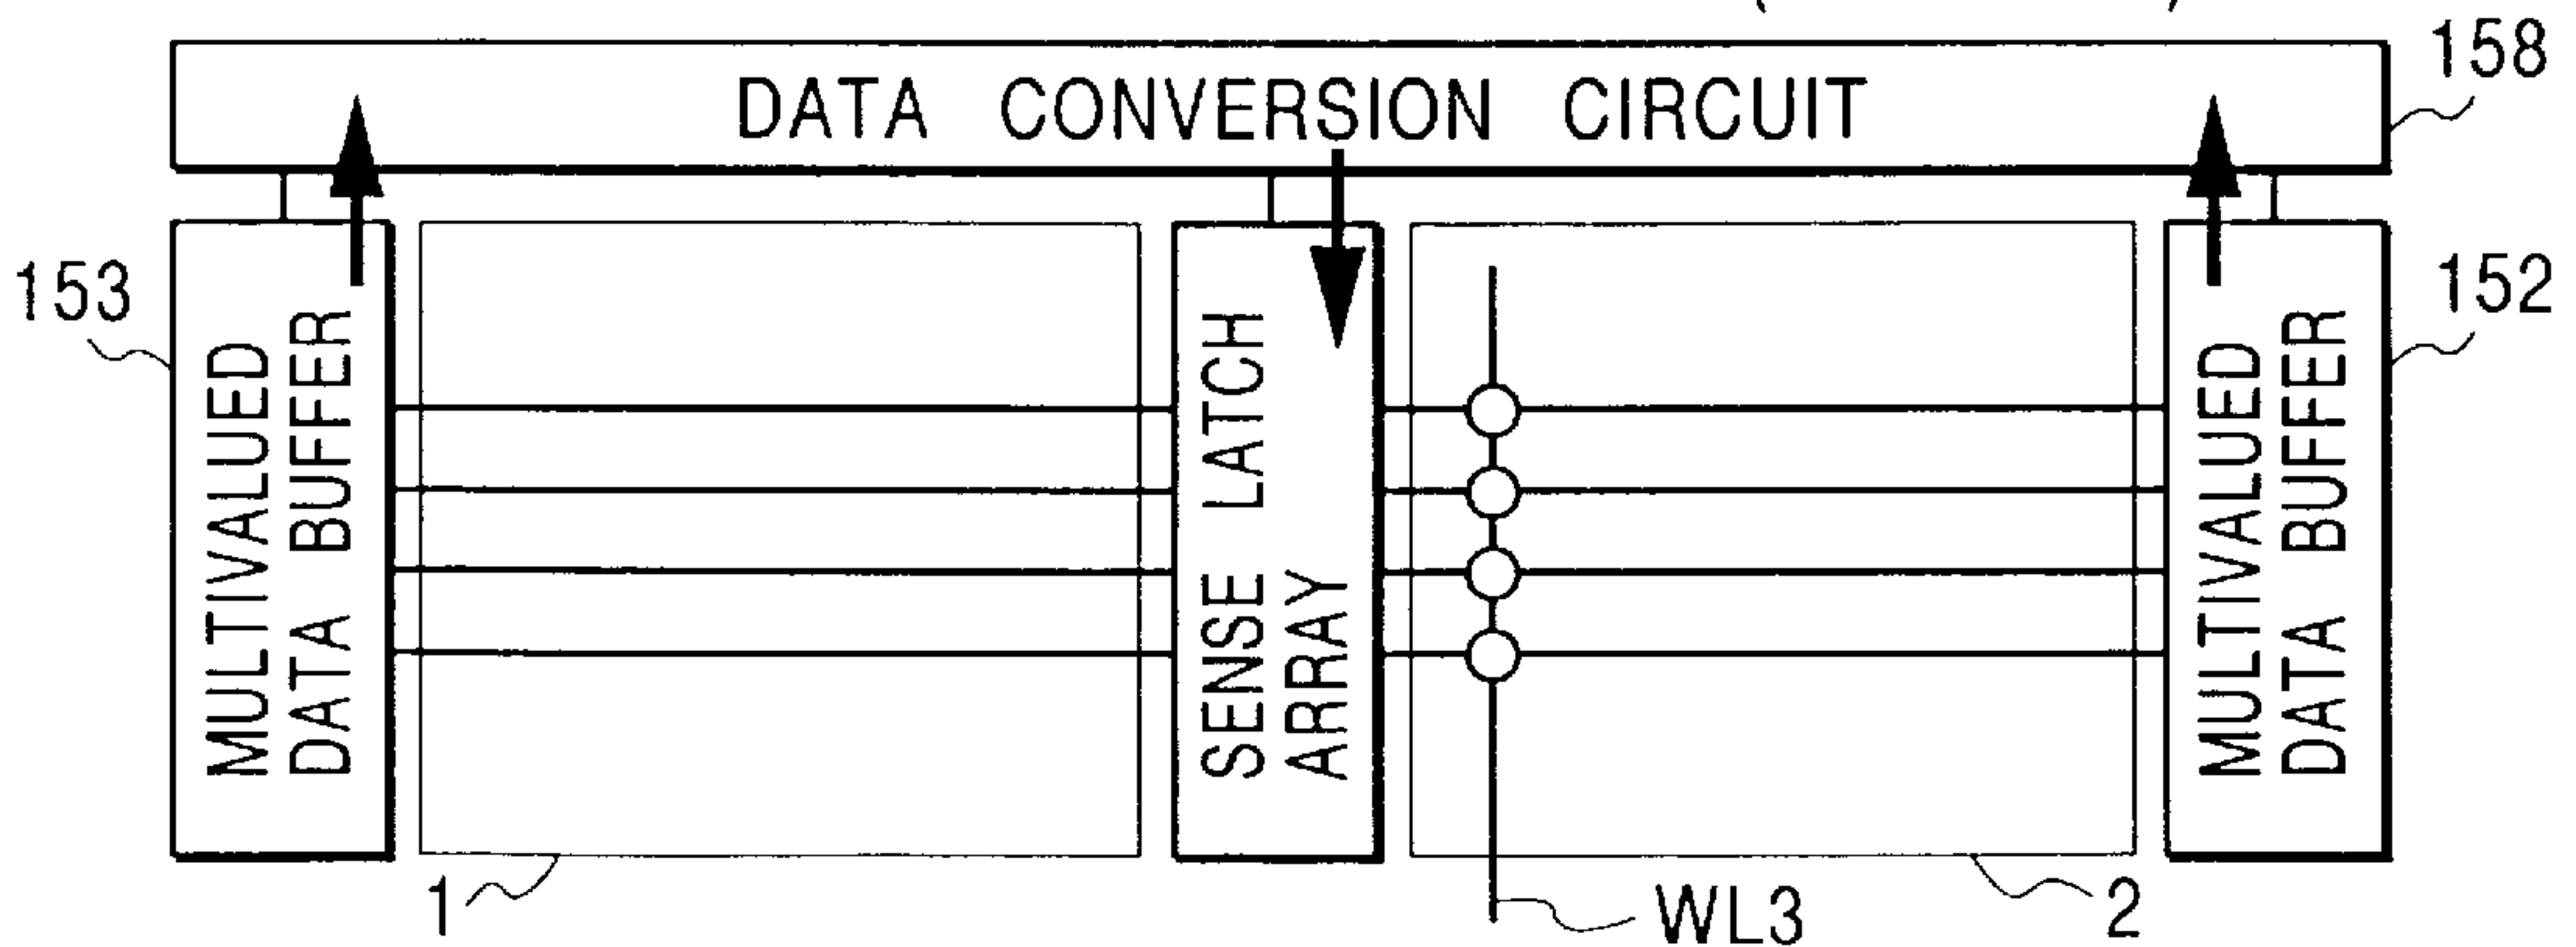 158
DATA CONVERSION CIRCUIT
153
MULTIVALUED
DATA BUFFER
SENSE LATCH
ARRAY
MULTIVALUED
DATA BUFFER
152
1
WL3
2